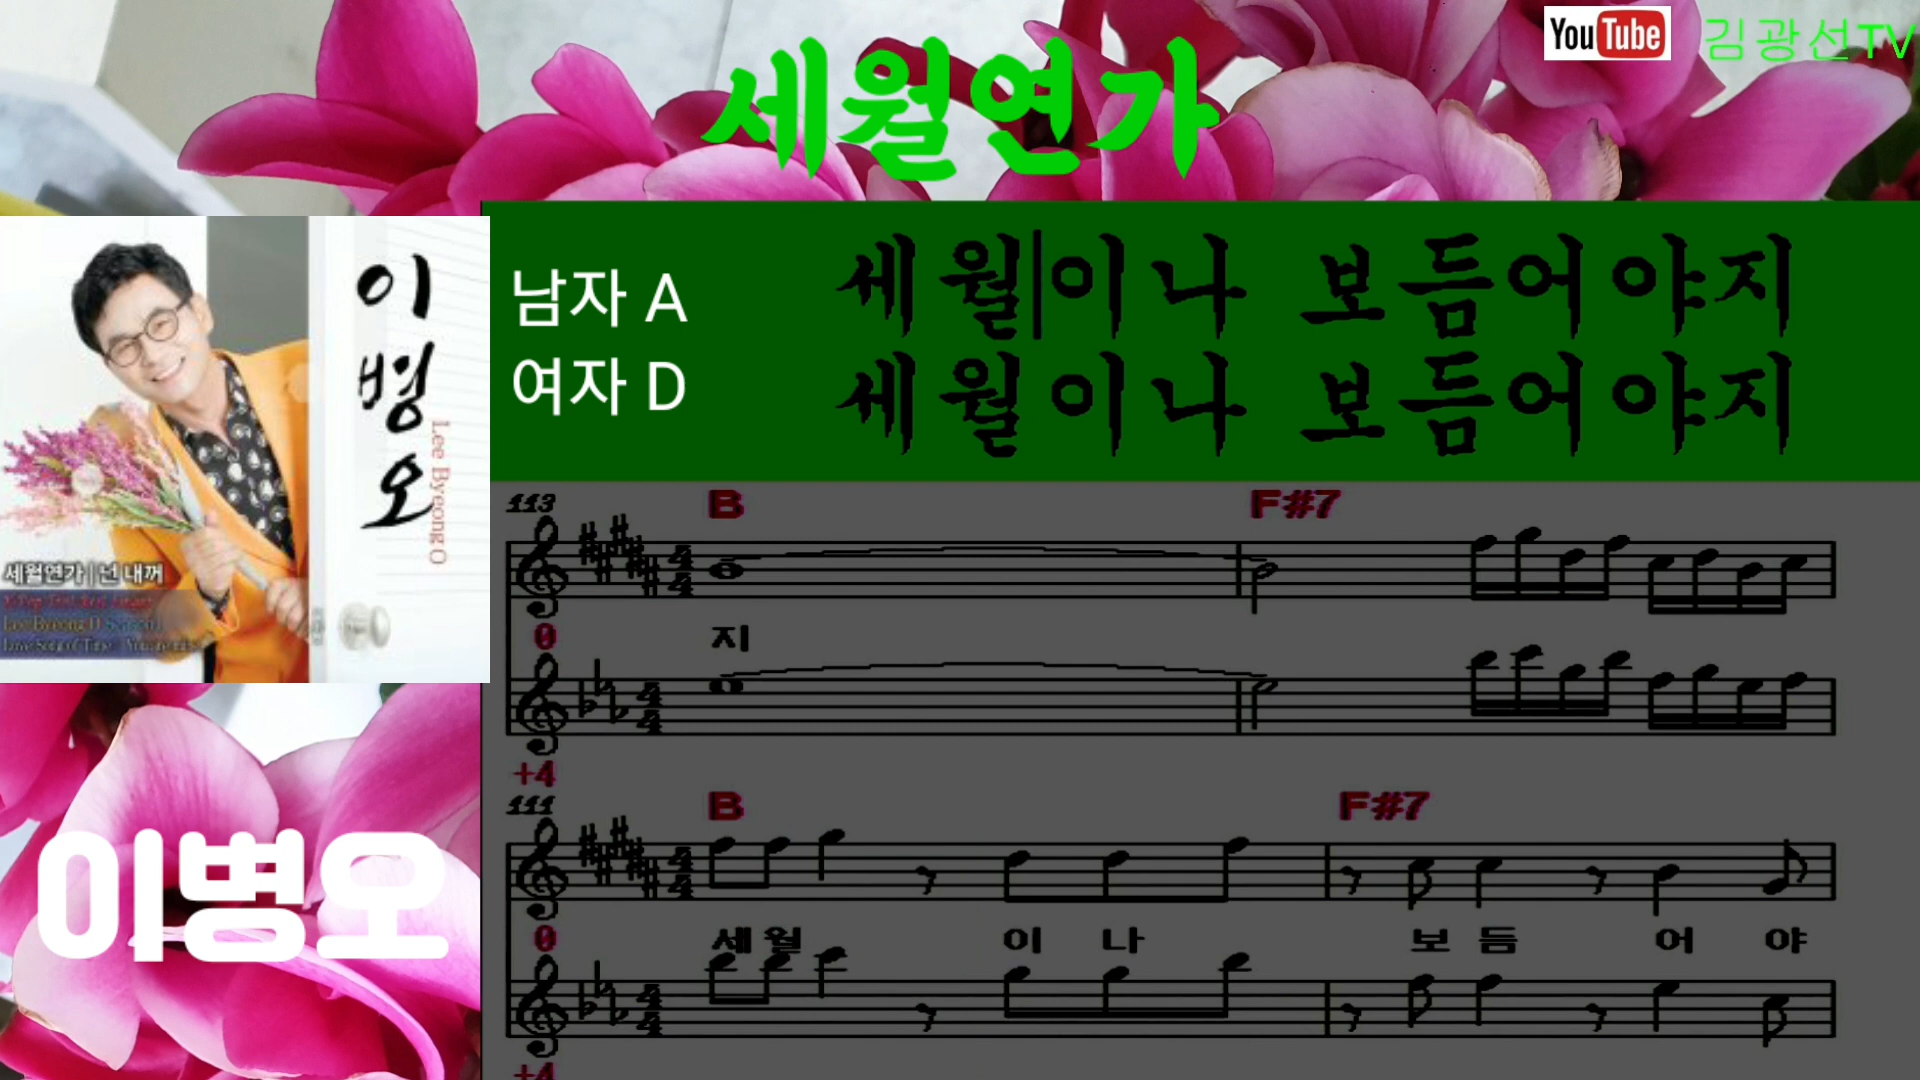 YouTube 김광선TV
세월연가
이병오
Lee Byeong O
세월연가 | 넌 내꺼
남자 A
여자 D
세월이나 보듬어야지
세월이나 보듬어야지
113 B F#7
0 지
+4
111 B F#7
0 세월 이 나 보 듬 어 야
+4
이병오